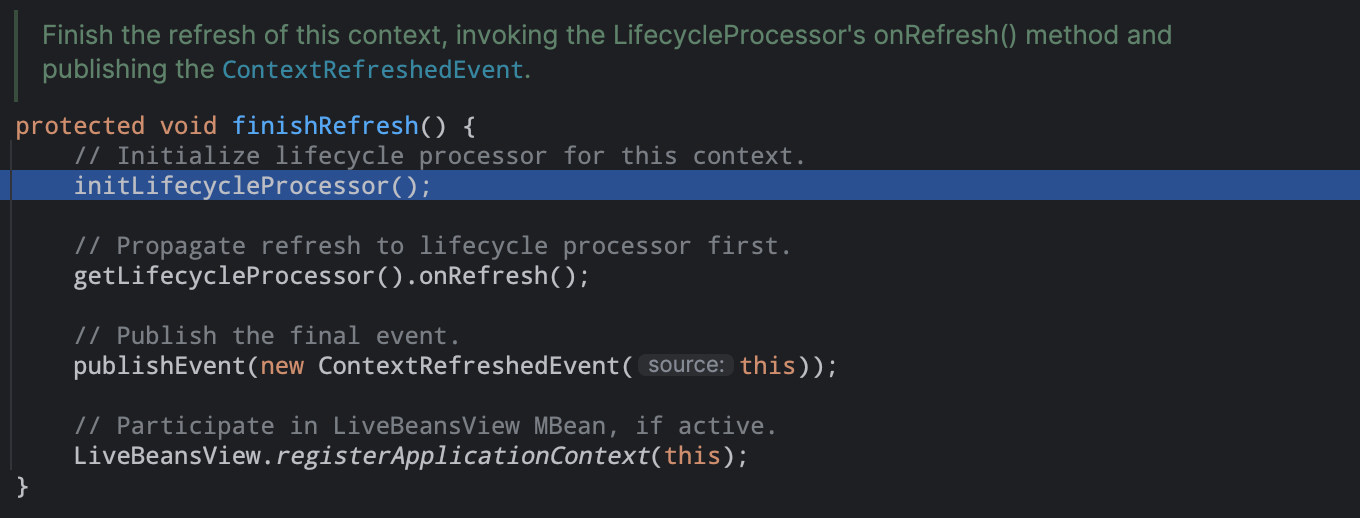 Finish the refresh of this context, invoking the LifecycleProcessor's onRefresh() method and
publishing the ContextRefreshedEvent.
protected void finishRefresh() {
// Initialize lifecycle processor for this context.
initLifecycleProcessor();
// Propagate refresh to lifecycle processor first.
getLifecycleProcessor().onRefresh();
// Publish the final event.
publishEvent(new ContextRefreshedEvent( source: this));
// Participate in LiveBeansView MBean, if active.
LiveBeansView.registerApplicationContext(this);
}